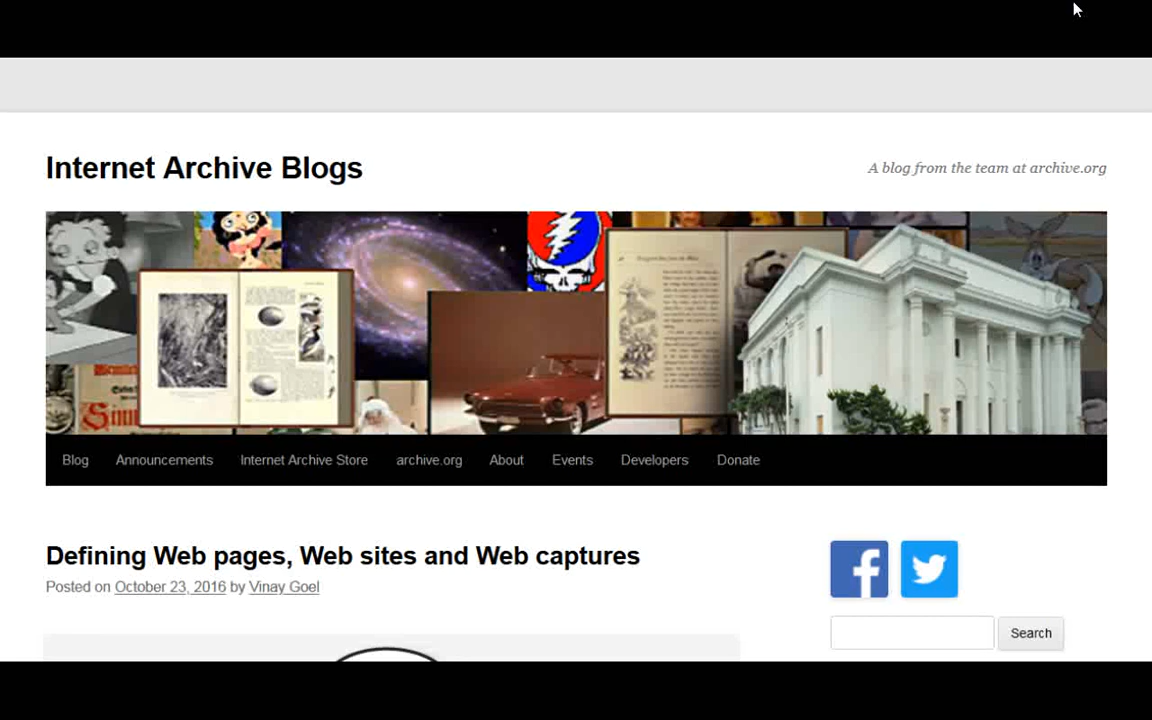 Internet Archive Blogs
A blog from the team at archive.org
Blog Announcements Internet Archive Store archive.org About Events Developers Donate
Defining Web pages, Web sites and Web captures
Posted on October 23, 2016 by Vinay Goel
Search